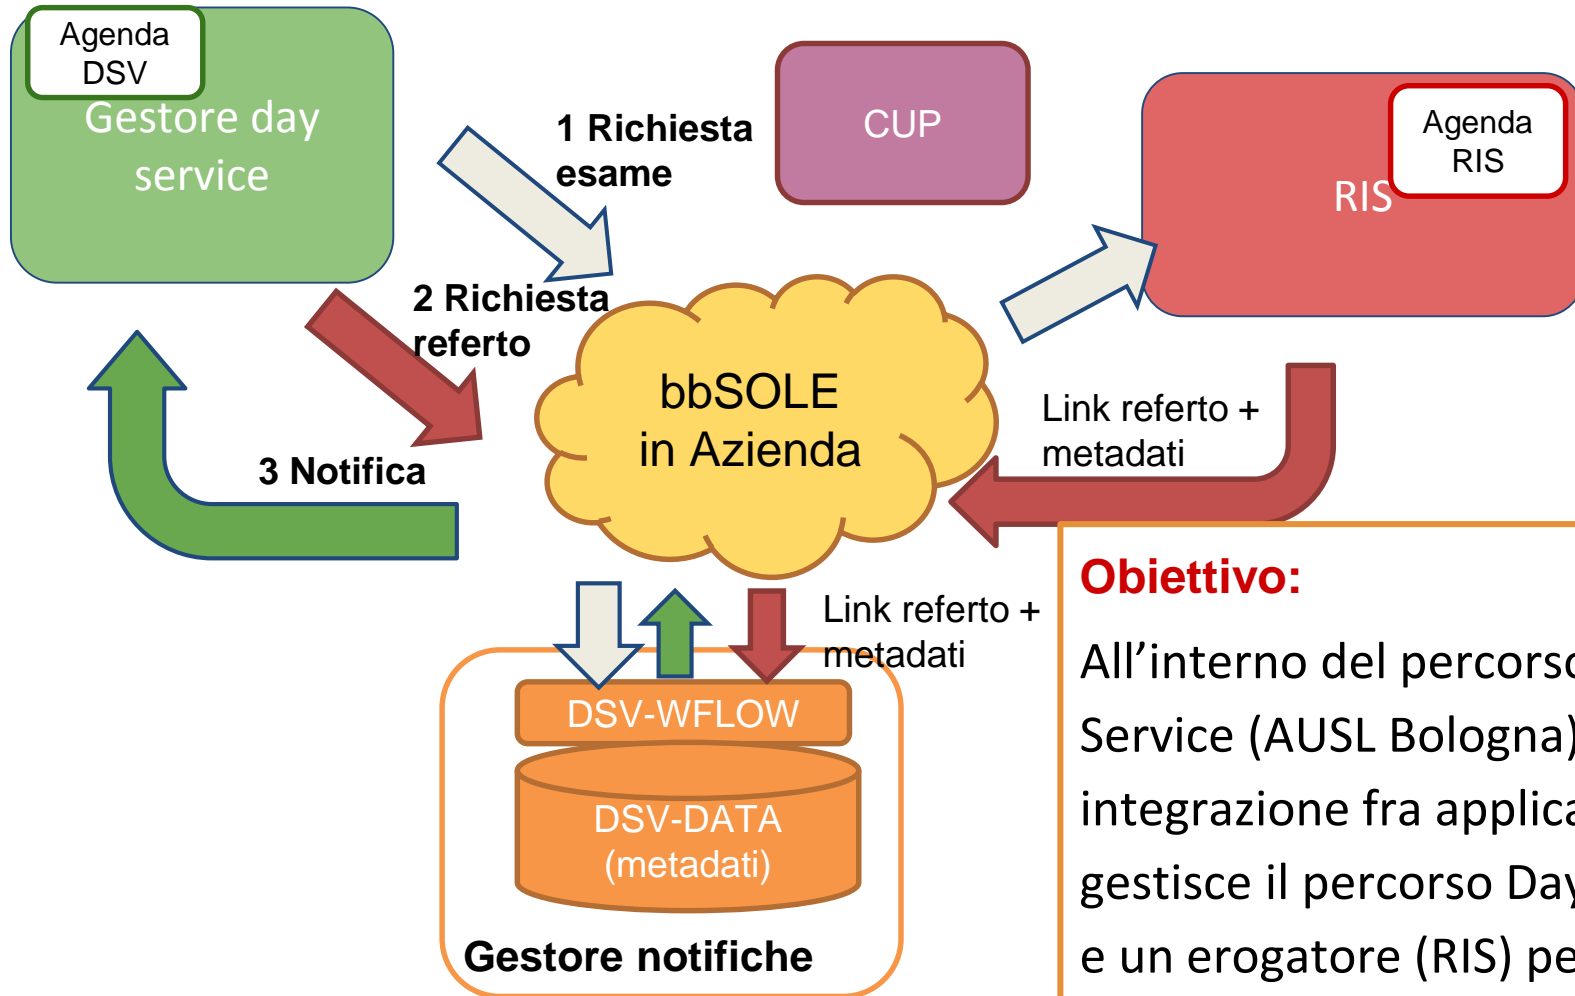 Agenda
DSV
Gestore day
service
1 Richiesta
esame
CUP
Agenda
RIS
RIS
2 Richiesta
referto
bbSOLE
in Azienda
Link referto +
metadati
3 Notifica
Link referto +
metadati
DSV-WFLOW
DSV-DATA
(metadati)
Gestore notifiche
Obiettivo:
All’interno del percorso
Service (AUSL Bologna)
integrazione fra applica
gestisce il percorso Day
e un erogatore (RIS) pe